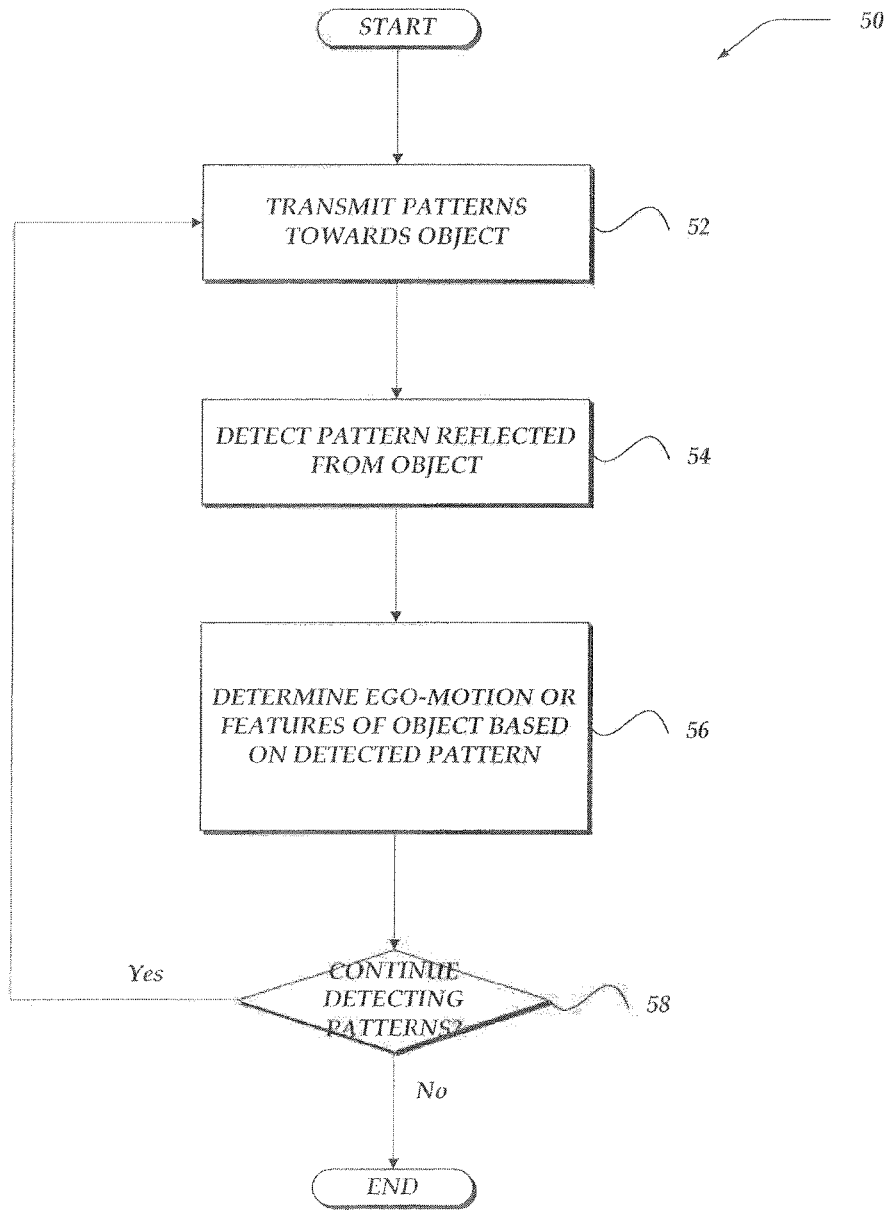 START
50
TRANSMIT PATTERNS
TOWARDS OBJECT
52
DETECT PATTERN REFLECTED
FROM OBJECT
54
DETERMINE EGO-MOTION OR
FEATURES OF OBJECT BASED
ON DETECTED PATTERN
56
Yes
CONTINUE
DETECTING
PATTERNS?
58
No
END